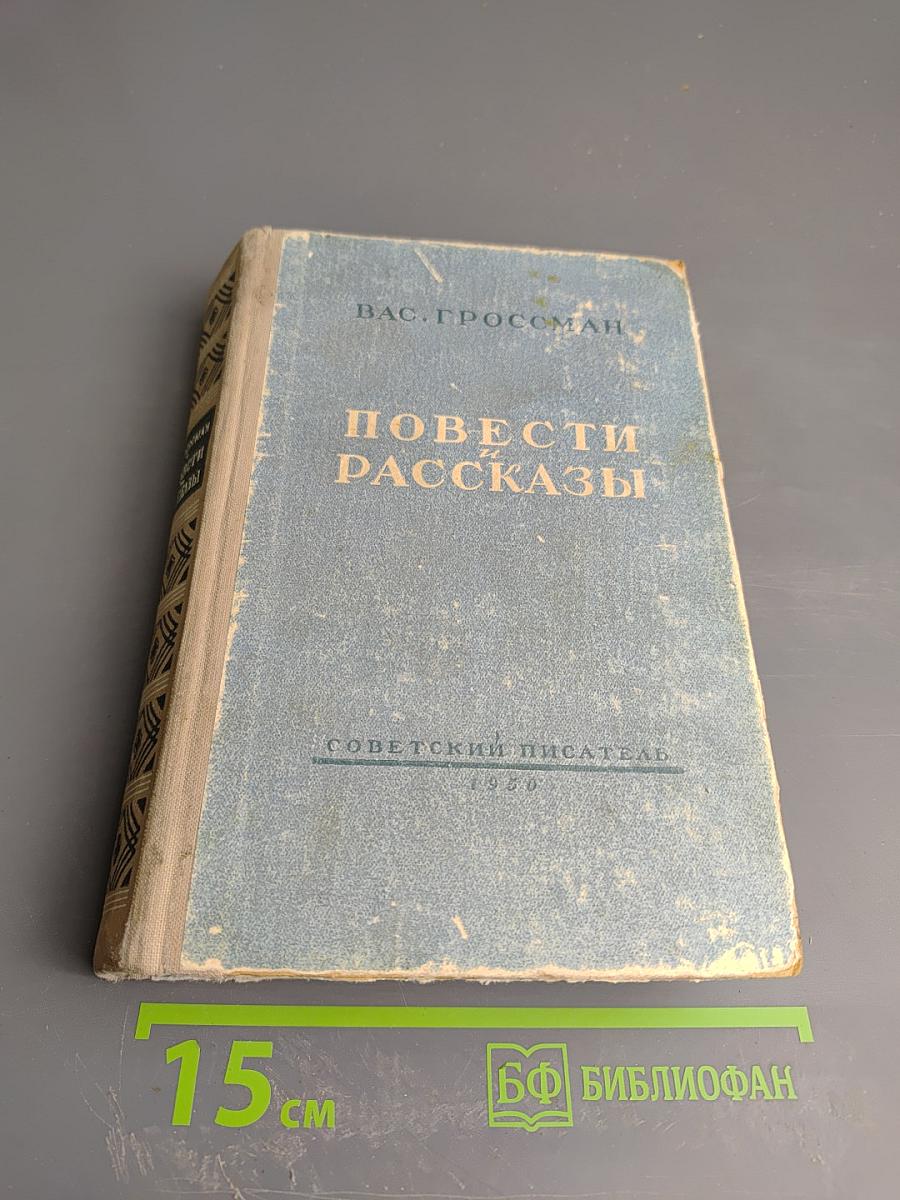 ВАС. ГРОССМАН
ПОВЕСТИ
и
РАССКАЗЫ
СОВЕТСКИЙ ПИСАТЕЛЬ
1950
15 см
БФ БИБЛИОФАН